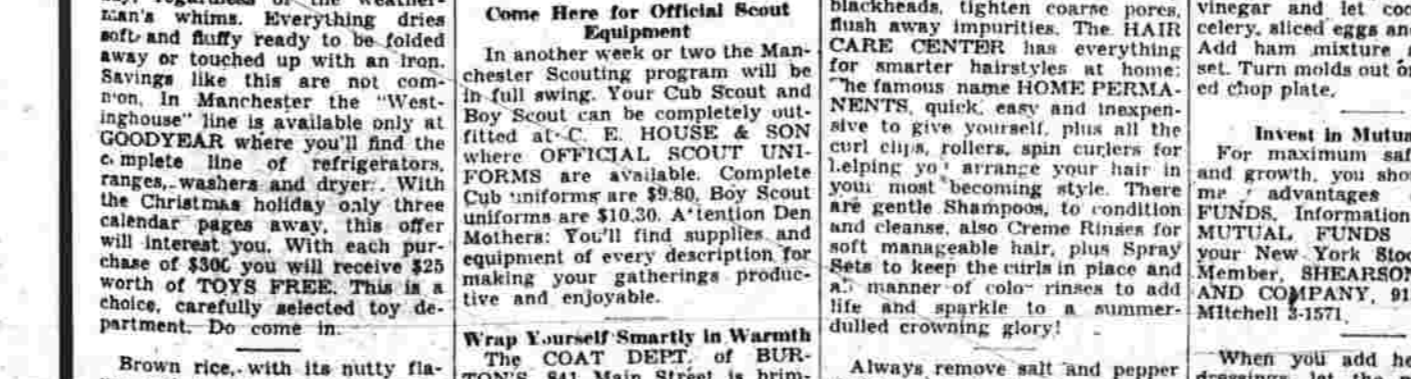 man's whims. Everything dries
soft and fluffy ready to be folded
away or touched up with an iron.
Savings like this are not com-
mon. In Manchester the "West-
inghouse" line is available only at
GOODYEAR where you'll find the
complete line of refrigerators,
ranges, washers and dryer. With
the Christmas holiday only three
calendar pages away, this offer
will interest you. With each pur-
chase of $300 you will receive $25
worth of TOYS FREE. This is a
choice, carefully selected toy de-
partment. Do come in.
Brown rice, with its nutty fla-
Come Here for Official Scout
Equipment
In another week or two the Man-
chester Scouting program will be
in full swing. Your Cub Scout and
Boy Scout can be completely out-
fitted at C. E. HOUSE & SON
where OFFICIAL SCOUT UNI-
FORMS are available. Complete
Cub uniforms are $9.80, Boy Scout
uniforms are $10.30. Attention Den
Mothers: You'll find supplies and
equipment of every description for
making your gatherings produc-
tive and enjoyable.
Wrap Yourself Smartly in Warmth
The COAT DEPT. of BUR-
TON'S, 841 Main Street is brim-
blackheads, tighten coarse pores,
flush away impurities. The HAIR
CARE CENTER has everything
for smarter hairstyles at home:
The famous name HOME PERMA-
NENTS, quick, easy and inexpen-
sive to give yourself, plus all the
curl clips, rollers, spin curlers for
helping you arrange your hair in
your most becoming style. There
are gentle Shampoos, to condition
and cleanse, also Creme Rinses for
soft manageable hair, plus Spray
Sets to keep the curls in place and
all manner of color rinses to add
life and sparkle to a summer-
dulled crowning glory!
Always remove salt and pepper
vinegar and let coo
celery, sliced eggs an
Add ham mixture
set. Turn molds out o
ed chop plate.
Invest in Mutua
For maximum saf
and growth, you sho
advantages
FUNDS. Information
MUTUAL FUNDS
your New York Stoc
Member, SHEARSON
AND COMPANY, 91
MItchell 3-1571.
When you add he